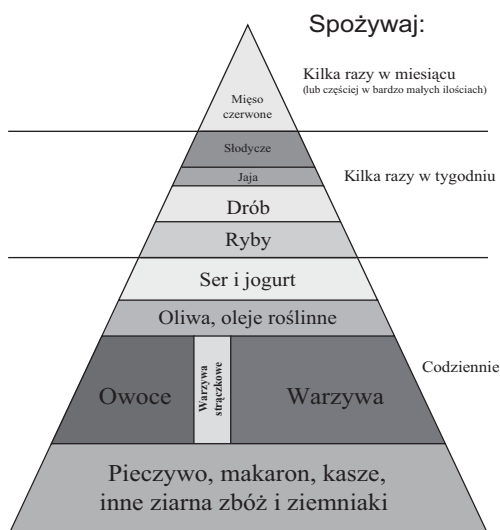 Spożywaj:
Kilka razy w miesiącu
(lub częściej w bardzo małych ilościach)
Mięso
czerwone
Słodycze
Jaja
Kilka razy w tygodniu
Drób
Ryby
Ser i jogurt
Oliwa, oleje roślinne
Codziennie
Owoce
Warzywa
strączkowe
Warzywa
Pieczywo, makaron, kasze,
inne ziarna zbóż i ziemniaki